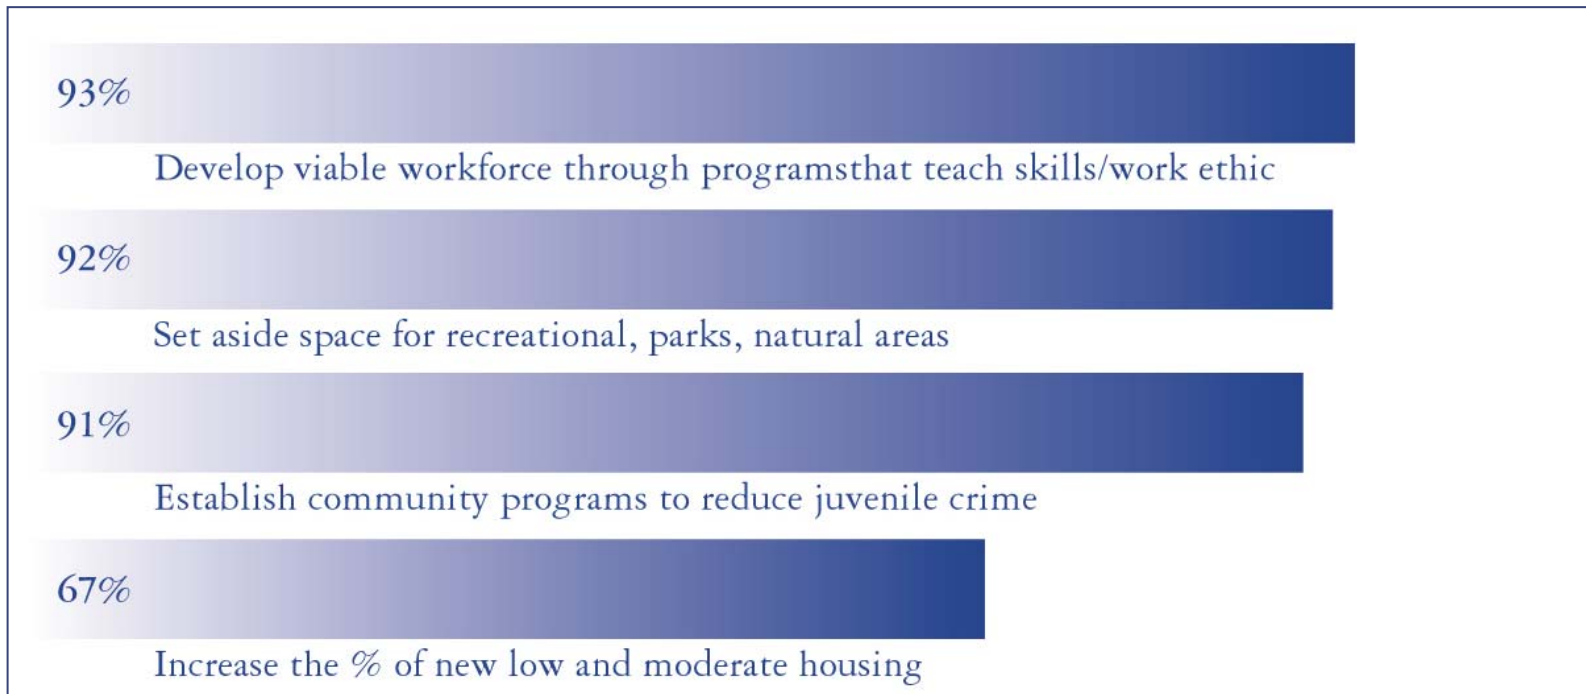 93%
Develop viable workforce through programsthat teach skills/work ethic
92%
Set aside space for recreational, parks, natural areas
91%
Establish community programs to reduce juvenile crime
67%
Increase the % of new low and moderate housing